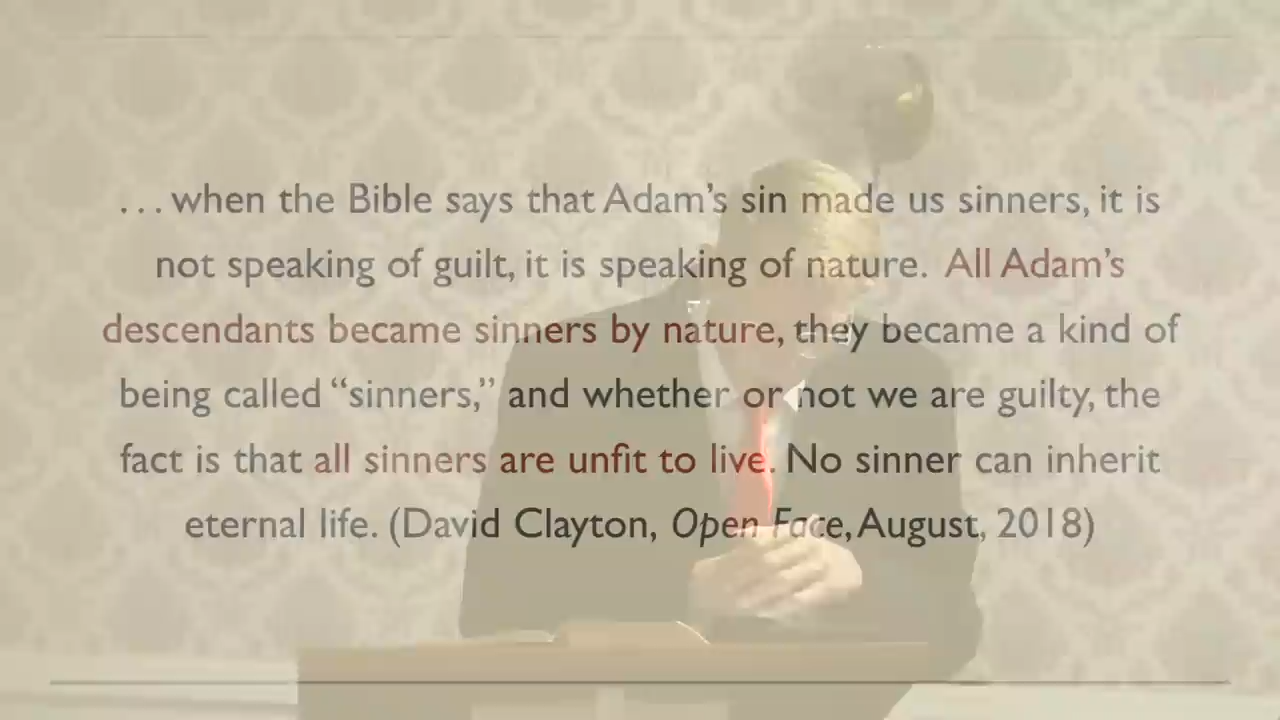 . . . when the Bible says that Adam’s sin made us sinners, it is
not speaking of guilt, it is speaking of nature. All Adam’s
descendants became sinners by nature, they became a kind of
being called “sinners,” and whether or not we are guilty, the
fact is that all sinners are unfit to live. No sinner can inherit
eternal life. (David Clayton, Open Face, August, 2018)